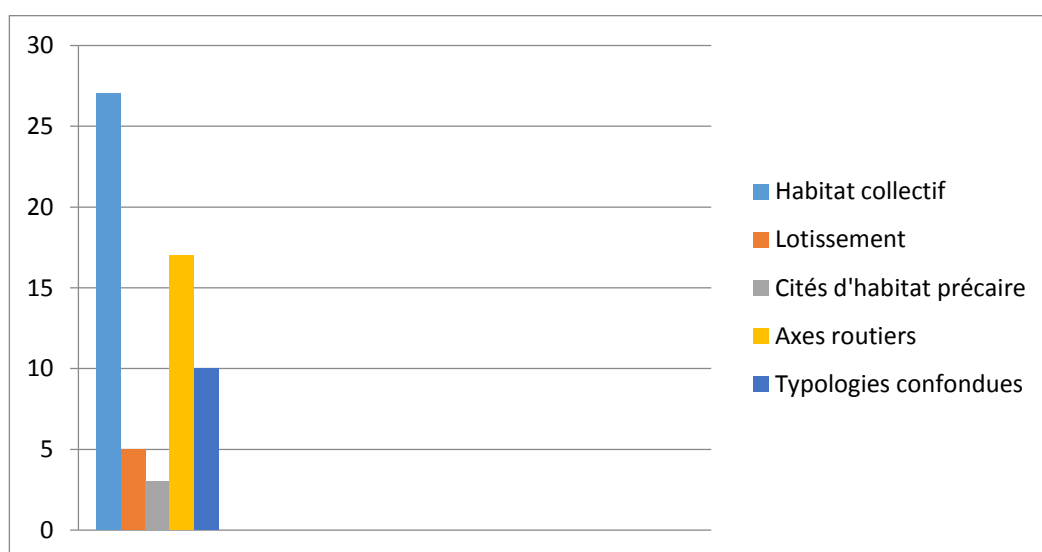 30
25
20
15
10
5
0
Habitat collectif
Lotissement
Cités d'habitat précaire
Axes routiers
Typologies confondues